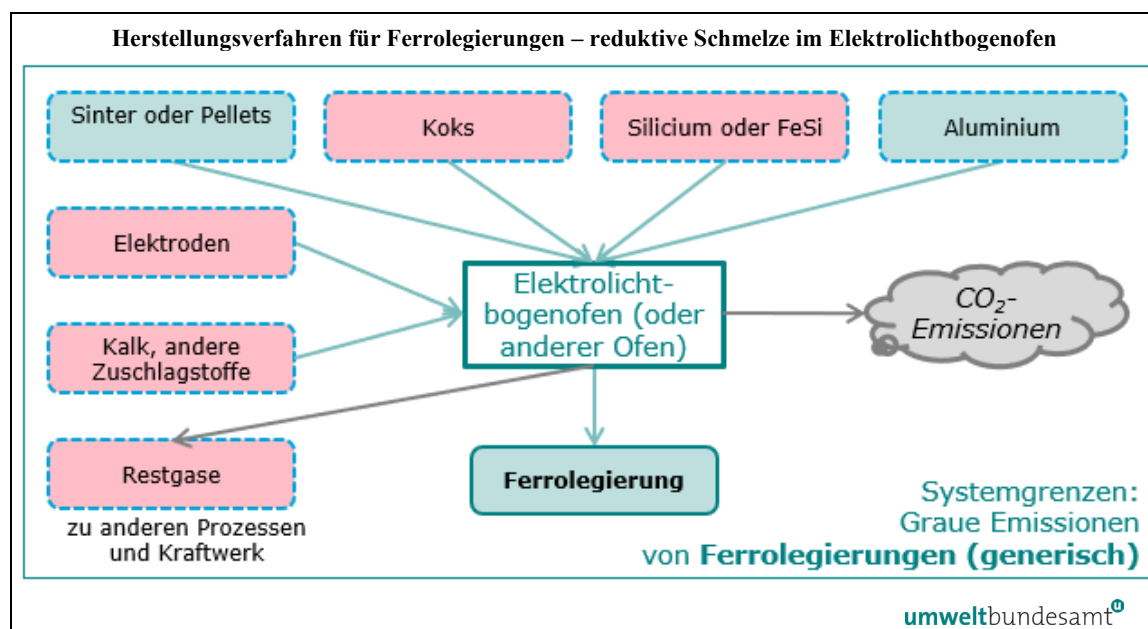 Herstellungsverfahren für Ferrolegierungen – reduktive Schmelze im Elektrolichtbogenofen
Sinter oder Pellets
Koks
Silicium oder FeSi
Aluminium
Elektroden
Elektrolicht-
bogenofen (oder
anderer Ofen)
CO₂-
Emissionen
Kalk, andere
Zuschlagstoffe
Restgase
Ferrolegierung
zu anderen Prozessen
und Kraftwerk
Systemgrenzen:
Graue Emissionen
von Ferrolegierungen (generisch)
umweltbundesamt u